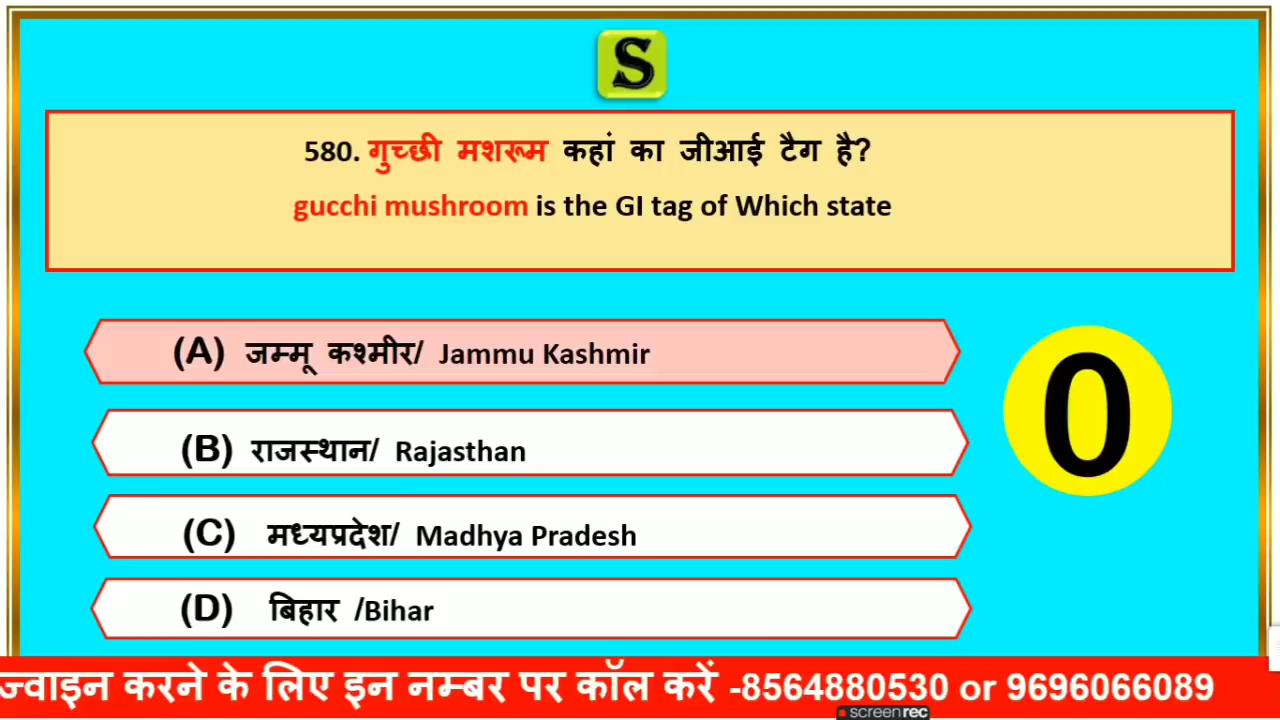 S
580. गुच्छी मशरूम कहां का जीआई टैग है?
gucchi mushroom is the GI tag of Which state
(A) जम्मू कश्मीर/ Jammu Kashmir
(B) राजस्थान/ Rajasthan
(C) मध्यप्रदेश/ Madhya Pradesh
(D) बिहार /Bihar
0
ज्वाइन करने के लिए इन नम्बर पर कॉल करें -8564880530 or 9696066089
screenrec